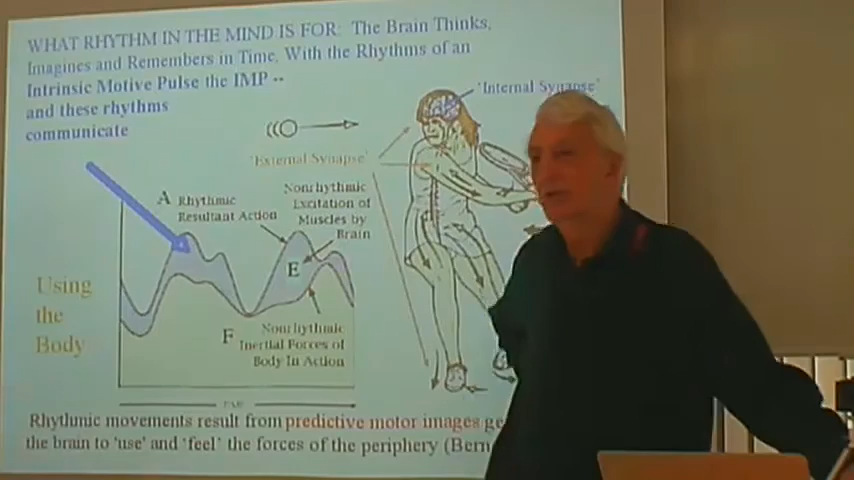 WHAT RHYTHM IN THE MIND IS FOR: The Brain Thinks,
Imagines and Remembers in Time, With the Rhythms of an
Intrinsic Motive Pulse the IMP --
and these rhythms
communicate
'Internal Synapse'
'External Synapse'
A Rhythmic
Resultant Action
Nonrhythmic
Excitation of
Muscles by
Brain
E
Using
the
Body
F Nonrhythmic
Inertial Forces of
Body In Action
Rhythmic movements result from predictive motor images
the brain to 'use' and 'feel' the forces of the periphery